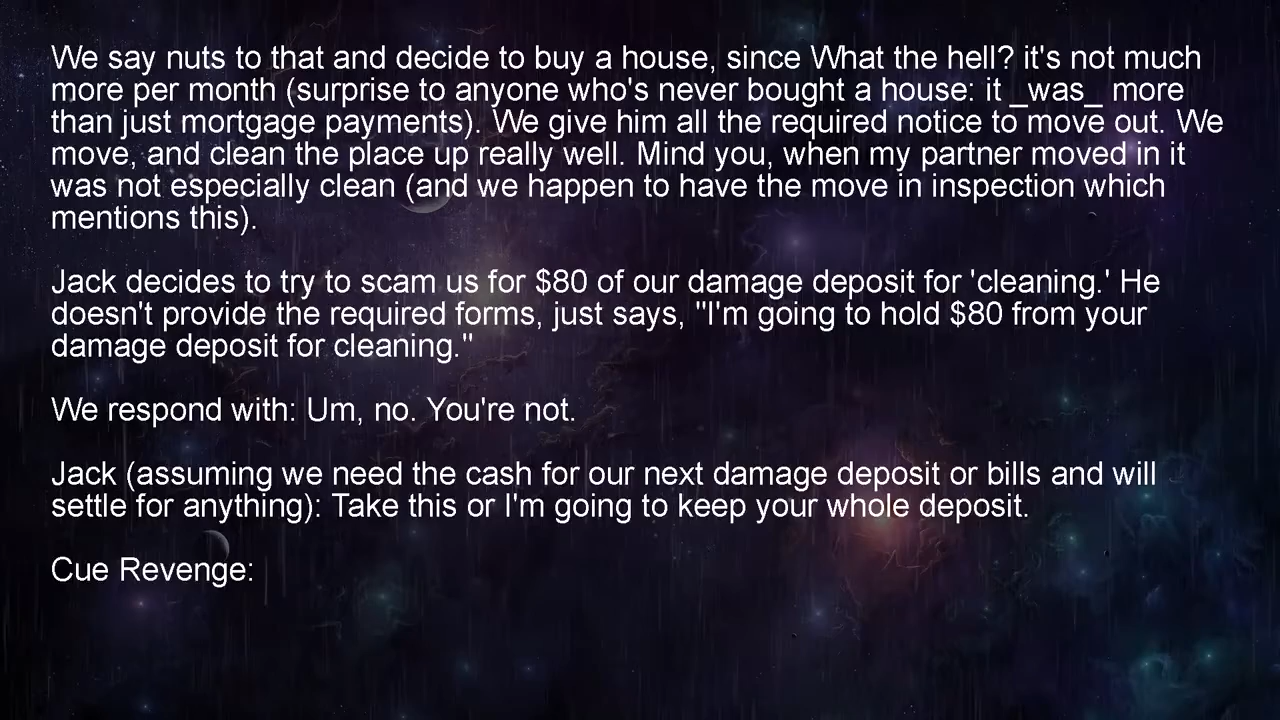 We say nuts to that and decide to buy a house, since What the hell? it's not much
more per month (surprise to anyone who's never bought a house: it _was_ more
than just mortgage payments). We give him all the required notice to move out. We
move, and clean the place up really well. Mind you, when my partner moved in it
was not especially clean (and we happen to have the move in inspection which
mentions this).
Jack decides to try to scam us for $80 of our damage deposit for 'cleaning.' He
doesn't provide the required forms, just says, "I'm going to hold $80 from your
damage deposit for cleaning."
We respond with: Um, no. You're not.
Jack (assuming we need the cash for our next damage deposit or bills and will
settle for anything): Take this or I'm going to keep your whole deposit.
Cue Revenge: